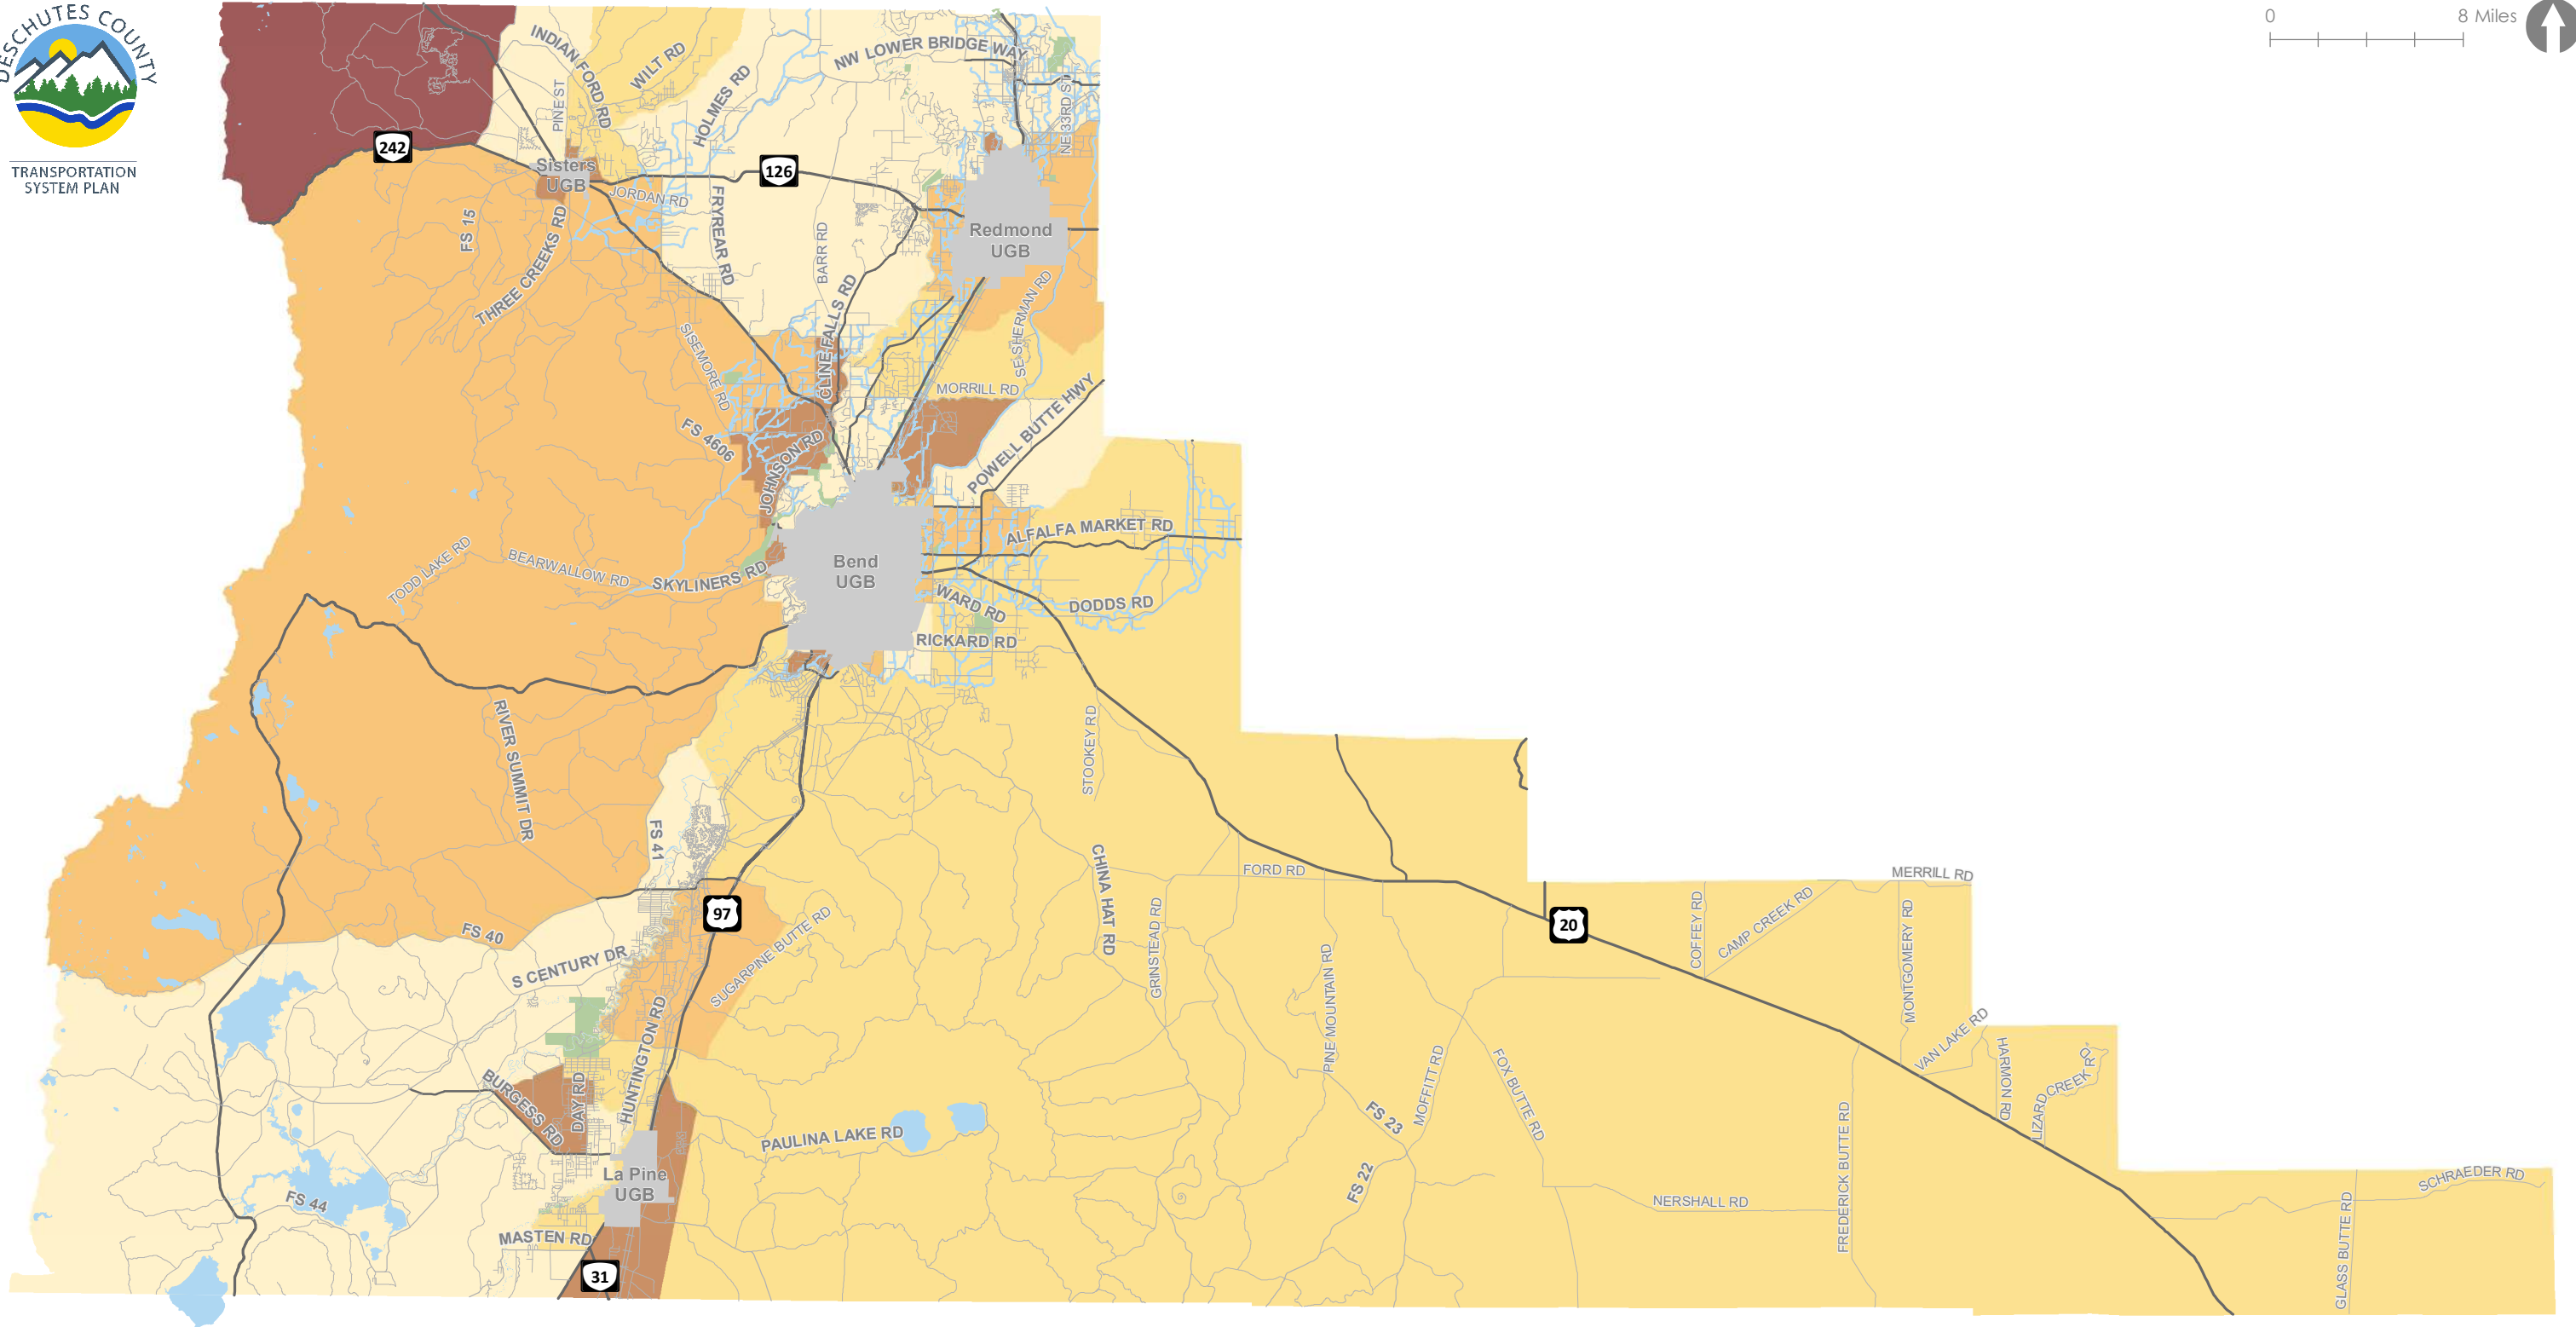 DESCHUTES COUNTY
TRANSPORTATION
SYSTEM PLAN
0 8 Miles
INDIAN FORD RD
WILT RD
PINE ST
HOLMES RD
NW LOWER BRIDGE WAY
NE 33RD ST
242
Sisters
UGB
126
JORDAN RD
FRYREAR RD
BARR RD
FS 15
THREE CREEKS RD
Redmond
UGB
CLINE FALLS RD
SE SHERMAN RD
SISEMORE RD
MORRILL RD
POWELL BUTTE HWY
FS 4606
JOHNSON RD
ALFALFA MARKET RD
Bend
UGB
TODD LAKE RD
BEARWALLOW RD
SKYLINERS RD
WARD RD
DODDS RD
RICKARD RD
RIVER SUMMIT DR
STOOKEY RD
FS 41
CHINA HAT RD
FORD RD
MERRILL RD
97
20
SUGARPINE BUTTE RD
GRINSTEAD RD
COFFEY RD
CAMP CREEK RD
MONTGOMERY RD
FS 40
S CENTURY DR
PINE MOUNTAIN RD
HUNTINGTON RD
VAN LAKE RD
HARMON RD
LIZARD CREEK RD
BURGESS RD
DAY RD
MOFFITT RD
FOX BUTTE RD
FS 23
FREDERICK BUTTE RD
PAULINA LAKE RD
La Pine
UGB
FS 22
FS 44
NERSHALL RD
SCHRAEDER RD
GLASS BUTTE RD
MASTEN RD
31